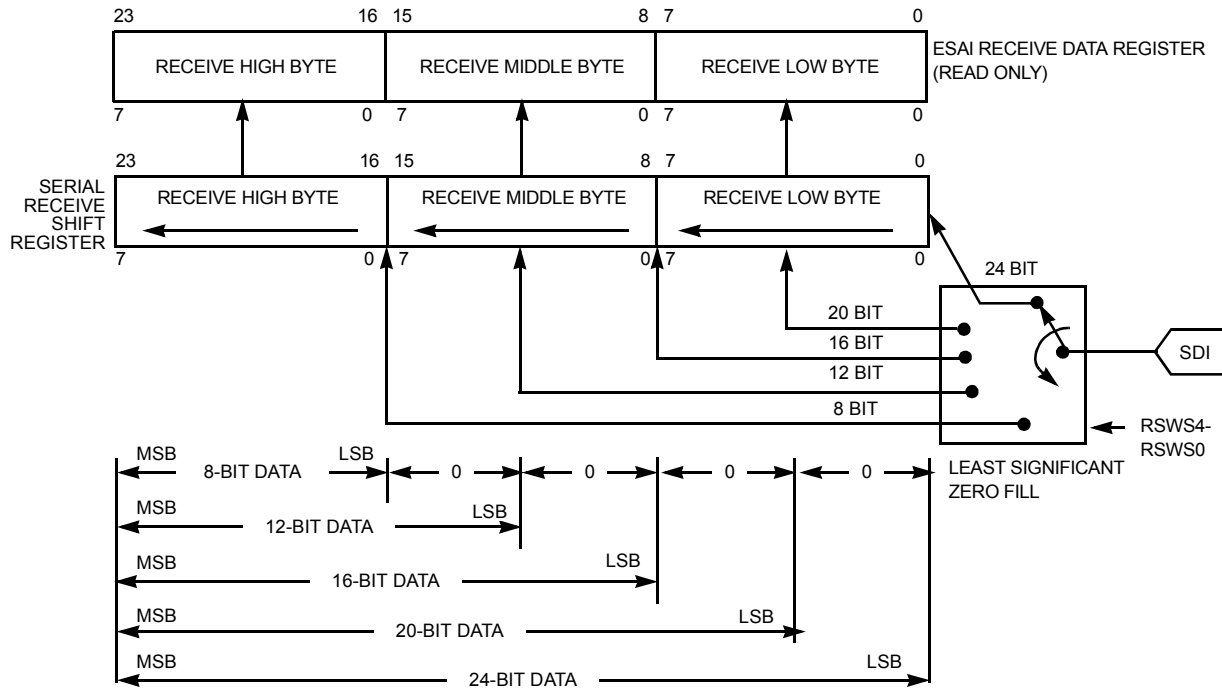 23 16 15 8 7 0
RECEIVE HIGH BYTE RECEIVE MIDDLE BYTE RECEIVE LOW BYTE
ESAI RECEIVE DATA REGISTER
(READ ONLY)
7 0 7 0 7 0
23 16 15 8 7 0
SERIAL
RECEIVE
SHIFT
REGISTER
RECEIVE HIGH BYTE RECEIVE MIDDLE BYTE RECEIVE LOW BYTE
7 0 7 0 7 0
24 BIT
20 BIT
16 BIT
12 BIT
8 BIT
SDI
RSWS4-
RSWS0
MSB LSB
8-BIT DATA 0 0 0 0
LEAST SIGNIFICANT
ZERO FILL
MSB LSB
12-BIT DATA
MSB LSB
16-BIT DATA
MSB LSB
20-BIT DATA
MSB LSB
24-BIT DATA